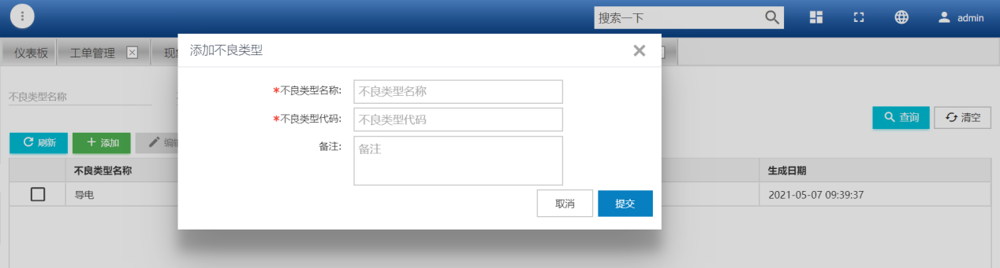 搜索一下
admin
仪表板
工单管理
现
添加不良类型
不良类型名称
*不良类型名称:
不良类型名称
*不良类型代码:
不良类型代码
备注:
备注
查询
清空
刷新
添加
编辑
取消
提交
不良类型名称
生成日期
导电
2021-05-07 09:39:37